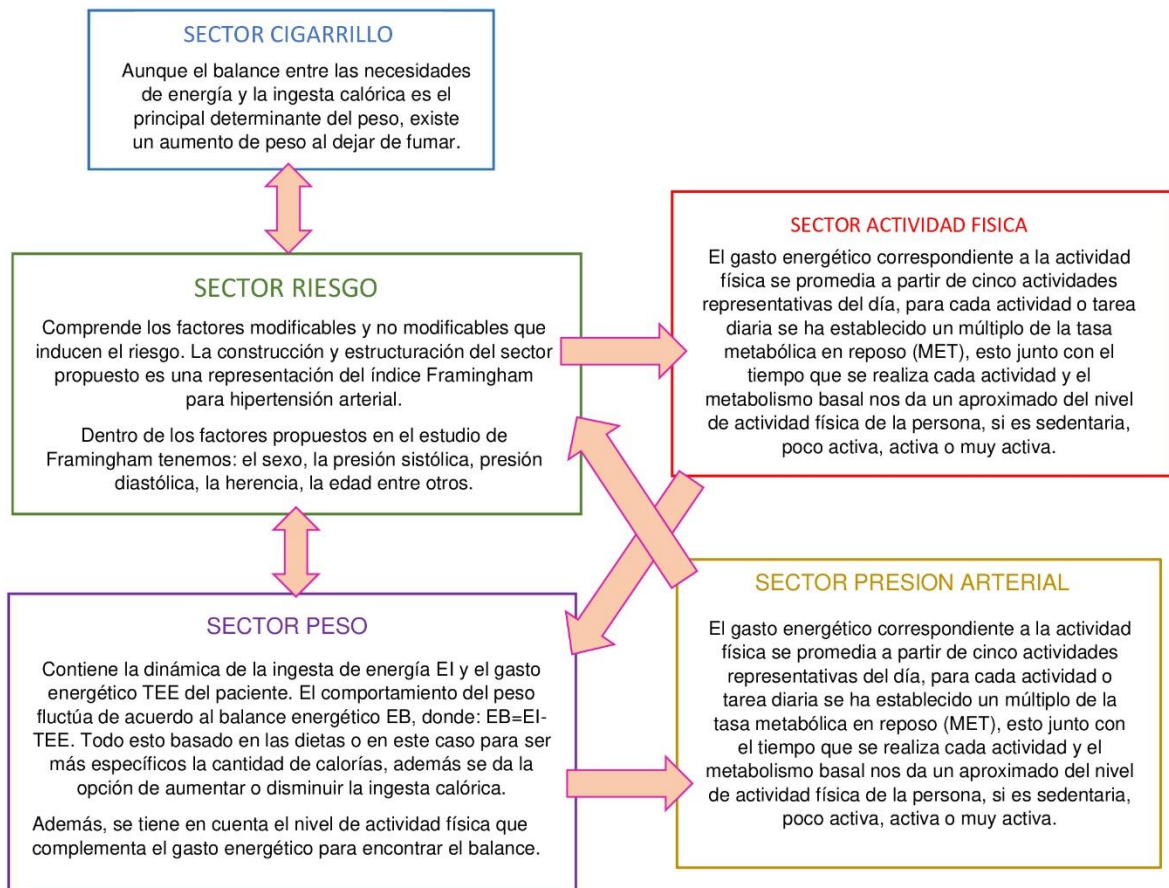 SECTOR CIGARRILLO
Aunque el balance entre las necesidades
de energía y la ingesta calórica es el
principal determinante del peso, existe
un aumento de peso al dejar de fumar.
SECTOR RIESGO
Comprende los factores modificables y no modificables que
inducen el riesgo. La construcción y estructuración del sector
propuesto es una representación del índice Framingham
para hipertensión arterial.
Dentro de los factores propuestos en el estudio de
Framingham tenemos: el sexo, la presión sistólica, presión
diastólica, la herencia, la edad entre otros.
SECTOR ACTIVIDAD FISICA
El gasto energético correspondiente a la actividad
física se promedia a partir de cinco actividades
representativas del día, para cada actividad o tarea
diaria se ha establecido un múltiplo de la tasa
metabólica en reposo (MET), esto junto con el
tiempo que se realiza cada actividad y el
metabolismo basal nos da un aproximado del nivel
de actividad física de la persona, si es sedentaria,
poco activa, activa o muy activa.
SECTOR PESO
Contiene la dinámica de la ingesta de energía EI y el gasto
energético TEE del paciente. El comportamiento del peso
fluctúa de acuerdo al balance energético EB, donde: EB=EI-
TEE. Todo esto basado en las dietas o en este caso para ser
más específicos la cantidad de calorías, además se da la
opción de aumentar o disminuir la ingesta calórica.
Además, se tiene en cuenta el nivel de actividad física que
complementa el gasto energético para encontrar el balance.
SECTOR PRESION ARTERIAL
El gasto energético correspondiente a la actividad
física se promedia a partir de cinco actividades
representativas del día, para cada actividad o
tarea diaria se ha establecido un múltiplo de la
tasa metabólica en reposo (MET), esto junto con
el tiempo que se realiza cada actividad y el
metabolismo basal nos da un aproximado del nivel
de actividad física de la persona, si es sedentaria,
poco activa, activa o muy activa.